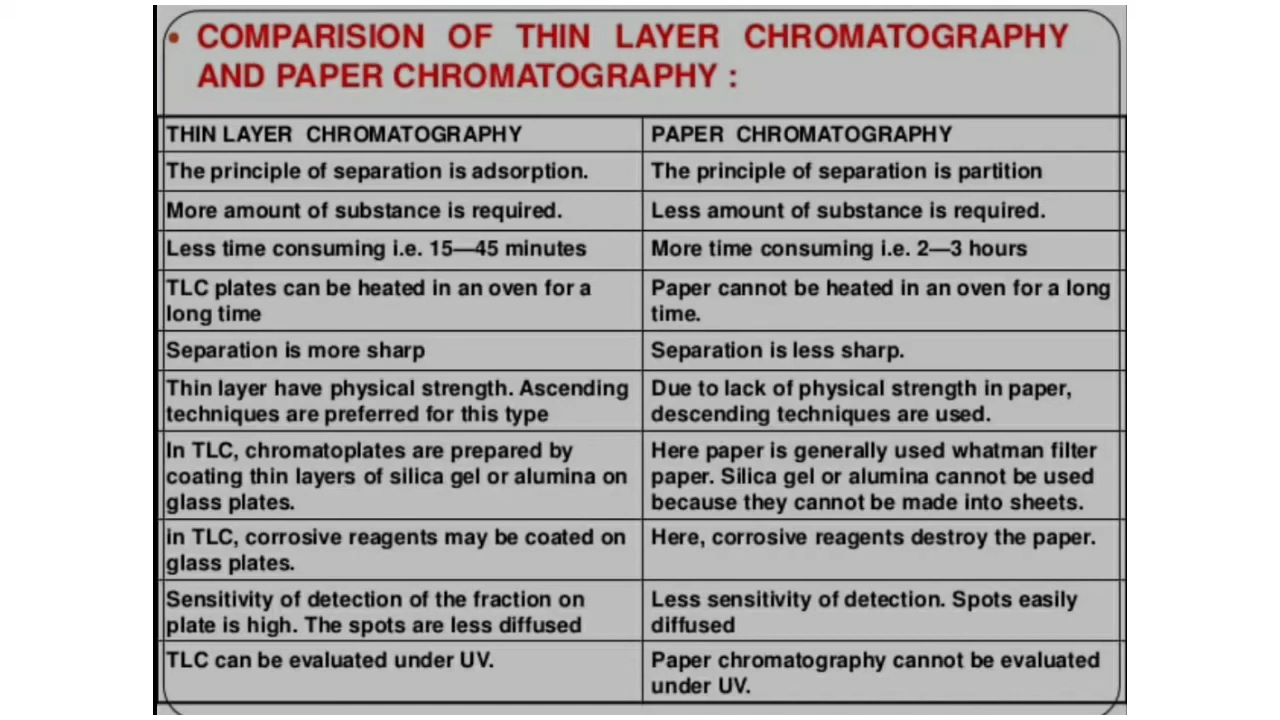 • COMPARISION OF THIN LAYER CHROMATOGRAPHY
AND PAPER CHROMATOGRAPHY :
THIN LAYER CHROMATOGRAPHY
PAPER CHROMATOGRAPHY
The principle of separation is adsorption.
The principle of separation is partition
More amount of substance is required.
Less amount of substance is required.
Less time consuming i.e. 15—45 minutes
More time consuming i.e. 2—3 hours
TLC plates can be heated in an oven for a
long time
Paper cannot be heated in an oven for a long
time.
Separation is more sharp
Separation is less sharp.
Thin layer have physical strength. Ascending
techniques are preferred for this type
Due to lack of physical strength in paper,
descending techniques are used.
In TLC, chromatoplates are prepared by
coating thin layers of silica gel or alumina on
glass plates.
Here paper is generally used whatman filter
paper. Silica gel or alumina cannot be used
because they cannot be made into sheets.
in TLC, corrosive reagents may be coated on
glass plates.
Here, corrosive reagents destroy the paper.
Sensitivity of detection of the fraction on
plate is high. The spots are less diffused
Less sensitivity of detection. Spots easily
diffused
TLC can be evaluated under UV.
Paper chromatography cannot be evaluated
under UV.